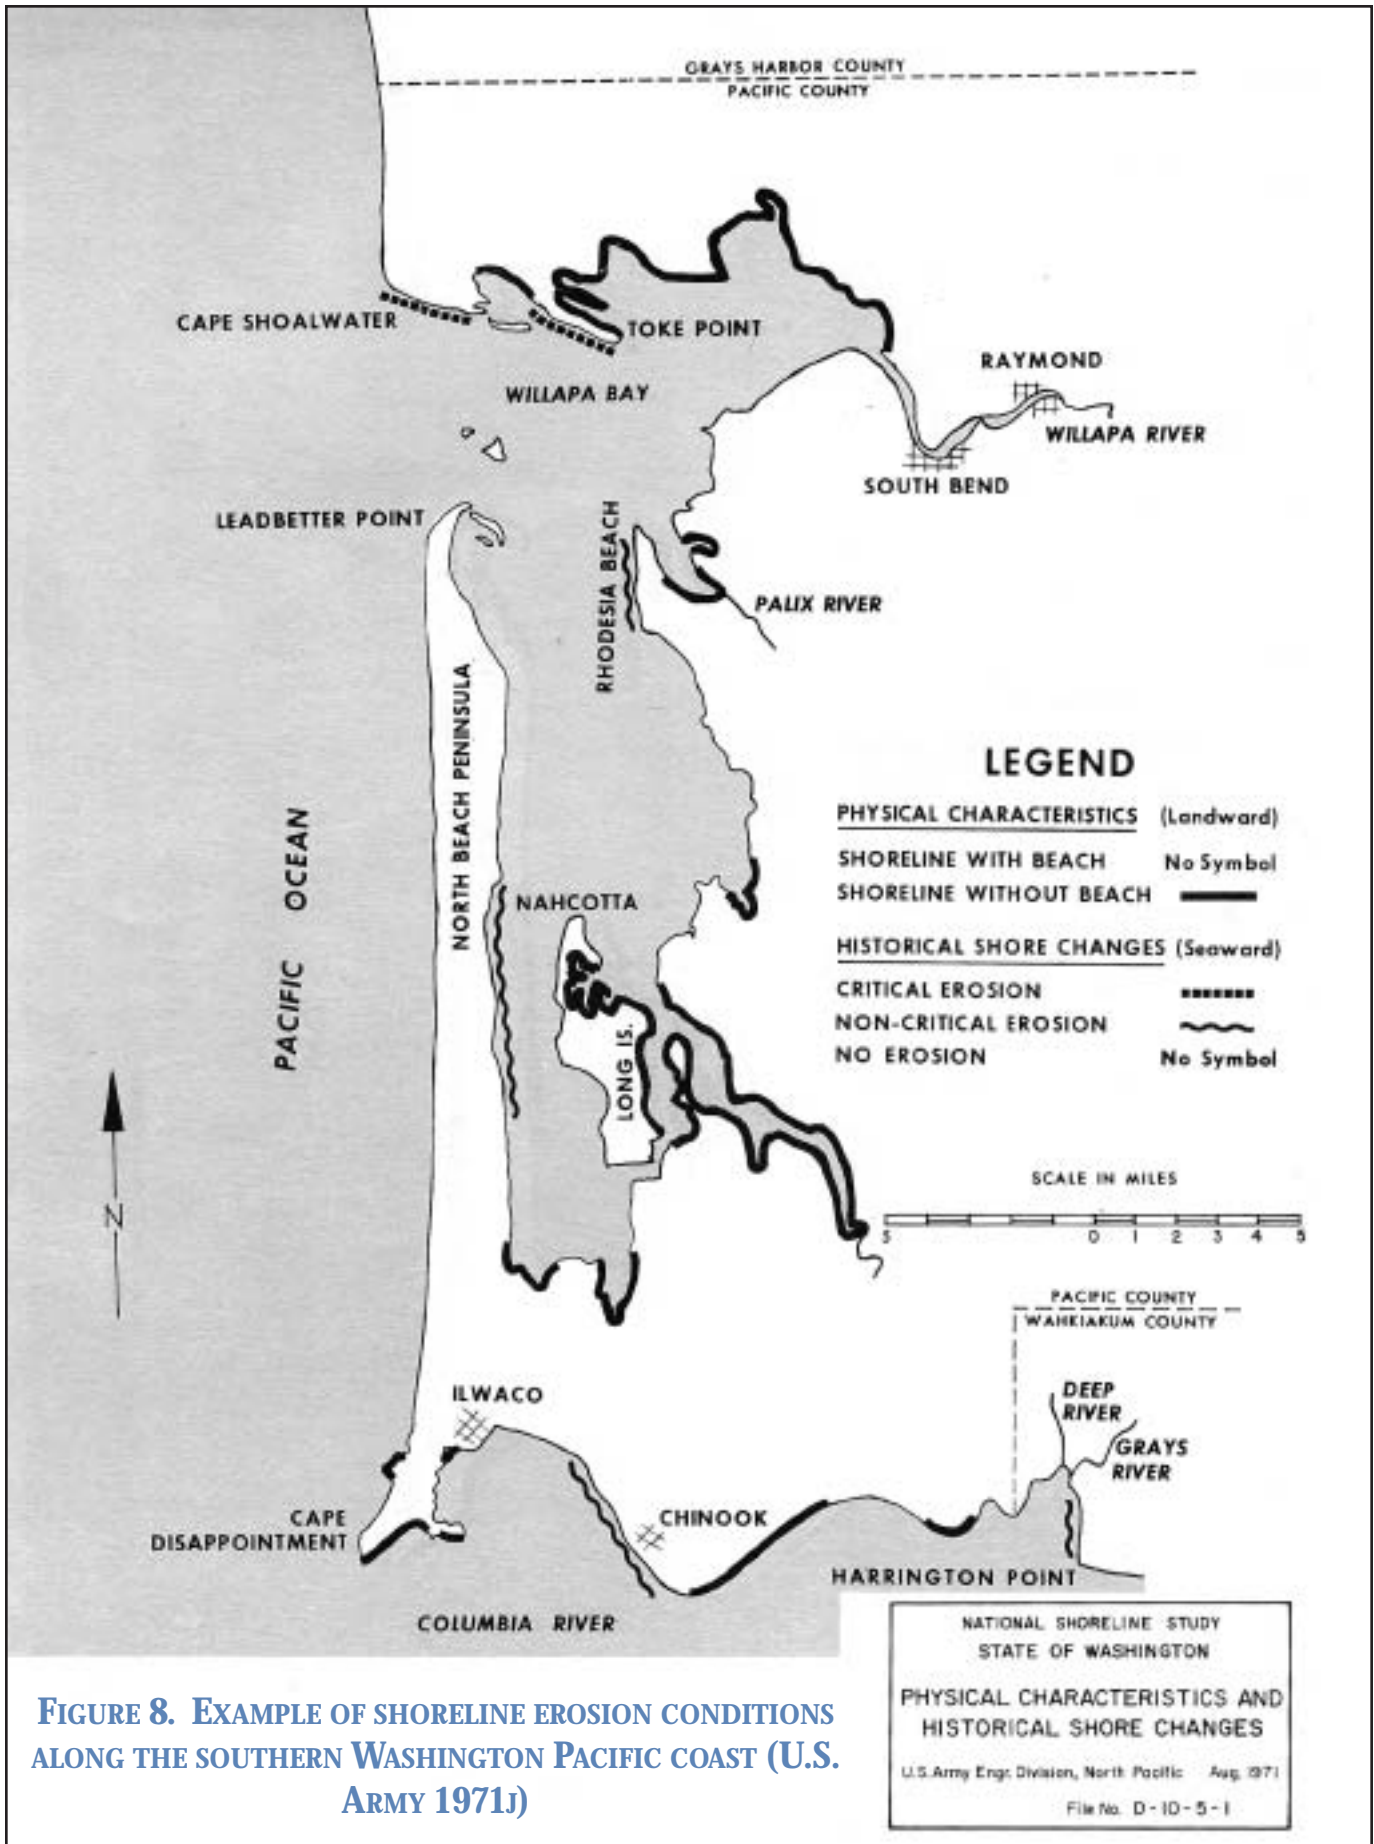 GRAYS HARBOR COUNTY
PACIFIC COUNTY
CAPE SHOALWATER
TOKE POINT
WILLAPA BAY
RAYMOND
WILLAPA RIVER
SOUTH BEND
LEADBETTER POINT
RHODESIA BEACH
PALIX RIVER
NORTH BEACH PENINSULA
PACIFIC OCEAN
NAHCOTTA
LONG IS.
LEGEND
PHYSICAL CHARACTERISTICS (Landward)
SHORELINE WITH BEACH No Symbol
SHORELINE WITHOUT BEACH
HISTORICAL SHORE CHANGES (Seaward)
CRITICAL EROSION
NON-CRITICAL EROSION
NO EROSION No Symbol
N
SCALE IN MILES
5 0 1 2 3 4 5
PACIFIC COUNTY
WAHKIAKUM COUNTY
ILWACO
DEEP
RIVER
GRAYS
RIVER
CAPE
DISAPPOINTMENT
CHINOOK
HARRINGTON POINT
COLUMBIA RIVER
NATIONAL SHORELINE STUDY
STATE OF WASHINGTON
PHYSICAL CHARACTERISTICS AND
HISTORICAL SHORE CHANGES
U.S. Army Engr. Division, North Pacific Aug. 1971
File No. D-10-5-1
FIGURE 8. EXAMPLE OF SHORELINE EROSION CONDITIONS
ALONG THE SOUTHERN WASHINGTON PACIFIC COAST (U.S.
ARMY 1971J)